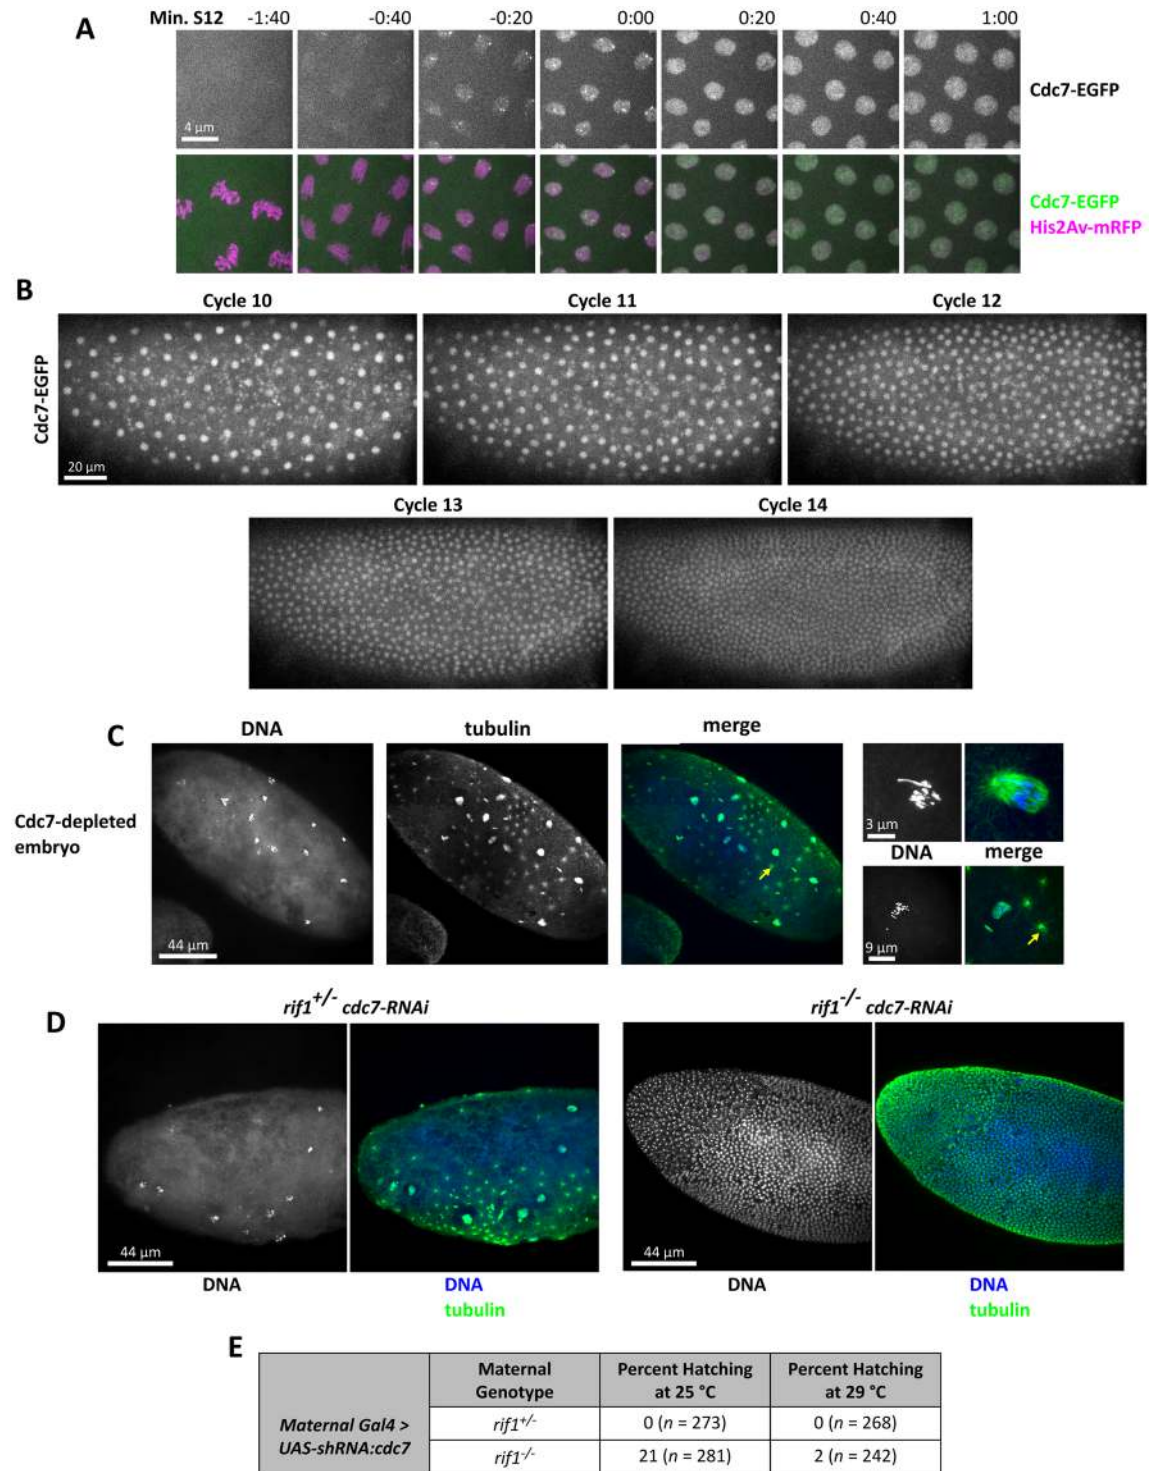 A
Min. S12 -1:40 -0:40 -0:20 0:00 0:20 0:40 1:00
4 μm
Cdc7-EGFP
Cdc7-EGFP
His2Av-mRFP
B
Cycle 10 Cycle 11 Cycle 12
Cdc7-EGFP
20 μm
Cycle 13 Cycle 14
C
DNA tubulin merge
Cdc7-depleted
embryo
44 μm
3 μm
DNA merge
9 μm
D
rif1+/- cdc7-RNAi rif1-/- cdc7-RNAi
44 μm 44 μm
DNA DNA DNA DNA
tubulin tubulin
E
Maternal Gal4 >
UAS-shRNA:cdc7
Maternal
Genotype
Percent Hatching
at 25 °C
Percent Hatching
at 29 °C
rif1+/- 0 (n = 273) 0 (n = 268)
rif1-/- 21 (n = 281) 2 (n = 242)